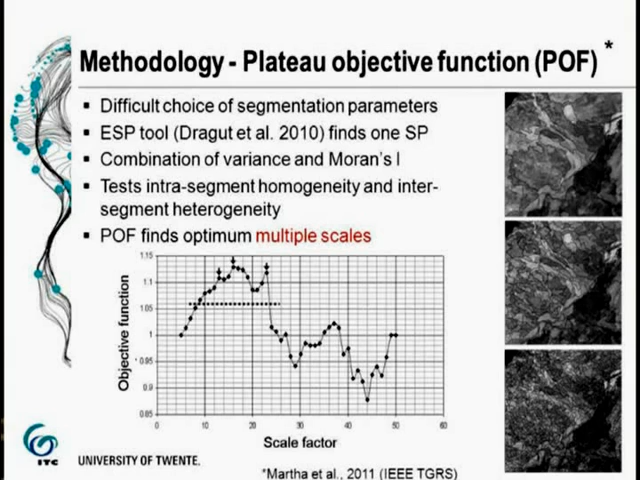 Methodology - Plateau objective function (POF) *
▪ Difficult choice of segmentation parameters
▪ ESP tool (Dragut et al. 2010) finds one SP
▪ Combination of variance and Moran's I
▪ Tests intra-segment homogeneity and inter-
segment heterogeneity
▪ POF finds optimum multiple scales
Objective function
1.15
1.1
1.05
1
0.95
0.9
0.85
0 10 20 30 40 50 60
Scale factor
ITC
UNIVERSITY OF TWENTE.
*Martha et al., 2011 (IEEE TGRS)